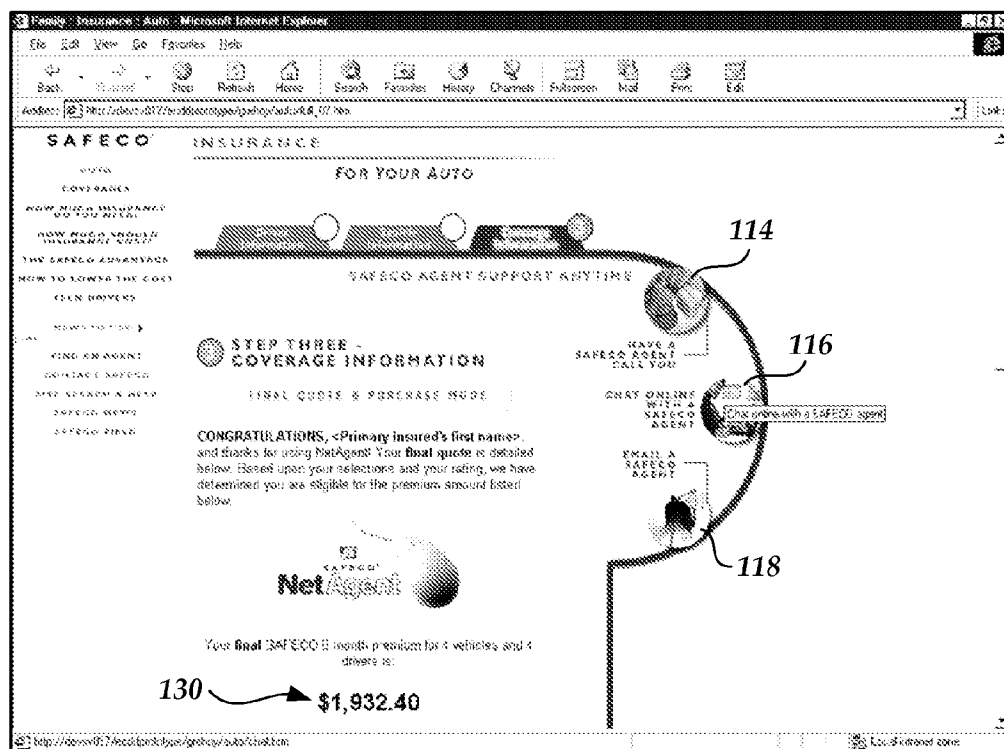 Family - Insurance : Auto - Microsoft Internet Explorer
File Edit View Go Favorites Help
Back Stop Refresh Home Search Favorites History Channels Fullscreen Mail Print Edit
Address
SAFECO
INSURANCE
FOR YOUR AUTO
AUTO
COVERAGES
HOW MUCH INSURANCE
DO YOU NEED?
HOW MUCH SHOULD
INSURANCE COST?
THE SAFECO ADVANTAGE
HOW TO LOWER THE COST
TEEN DRIVERS
FIND AN AGENT
CONTACT SAFECO
SITE SEARCH & HELP
SAFECO NEWS
SAFECO FIELD
SAFECO AGENT SUPPORT ANYTIME
114
HAVE A
SAFECO AGENT
CALL YOU
116
CHAT ONLINE
WITH A
SAFECO
AGENT
Chat online with a SAFECO agent
EMAIL A
SAFECO
AGENT
118
STEP THREE -
COVERAGE INFORMATION
FINAL QUOTE & PURCHASE MODE
CONGRATULATIONS, <Primary insured's first name>,
and thanks for using NetAgent! Your final quote is detailed
below. Based upon your selections and your rating, we have
determined you are eligible for the premium amount listed
below.
SAFECO
NetAgent
Your final SAFECO 6 month premium for 4 vehicles and 4
drivers is:
130
$1,932.40
Local intranet zone